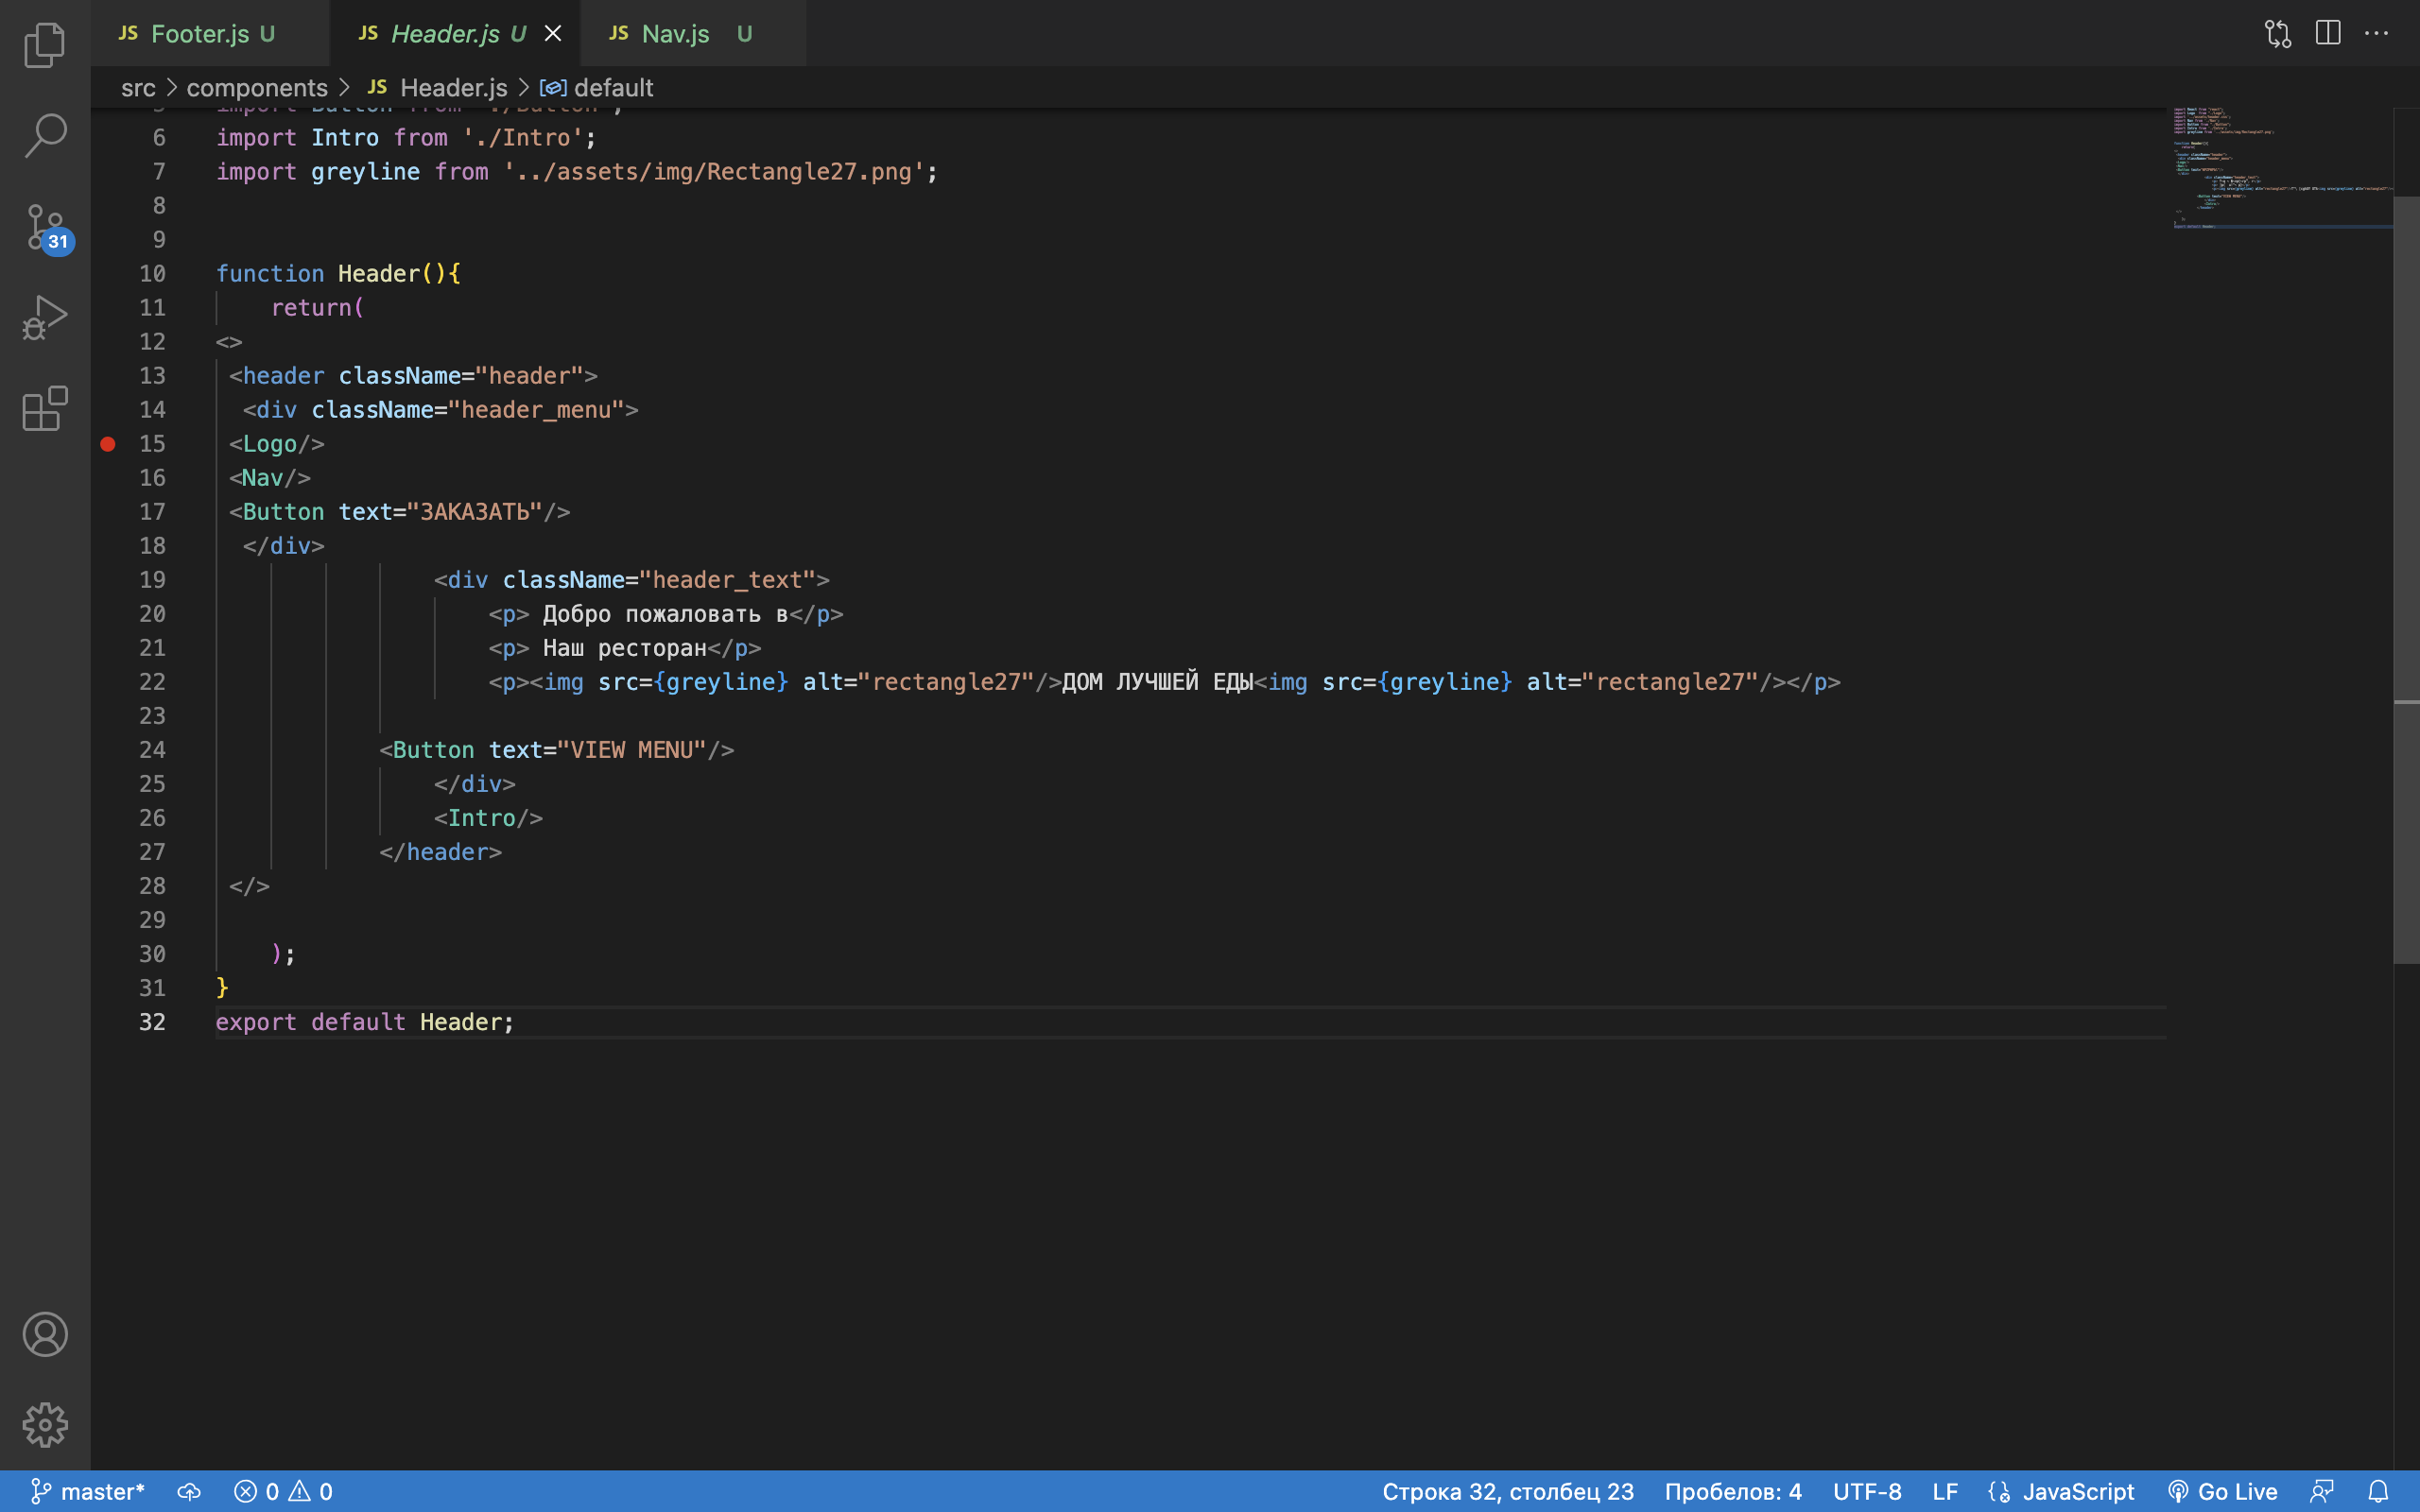 JS Footer.js U JS Header.js U JS Nav.js U
src > components > JS Header.js > default
import Button from './Button';
6 import Intro from './Intro';
7 import greyline from '../assets/img/Rectangle27.png';
8
9
10 function Header(){
11 return(
12 <>
13 <header className="header">
14 <div className="header_menu">
15 <Logo/>
16 <Nav/>
17 <Button text="ЗАКАЗАТЬ"/>
18 </div>
19 <div className="header_text">
20 <p> Добро пожаловать в</p>
21 <p> Наш ресторан</p>
22 <p><img src={greyline} alt="rectangle27"/>ДОМ ЛУЧШЕЙ ЕДЫ<img src={greyline} alt="rectangle27"/></p>
23
24 <Button text="VIEW MENU"/>
25 </div>
26 <Intro/>
27 </header>
28 </>
29
30 );
31 }
32 export default Header;
31
master* 0 0 Строка 32, столбец 23 Пробелов: 4 UTF-8 LF JavaScript Go Live